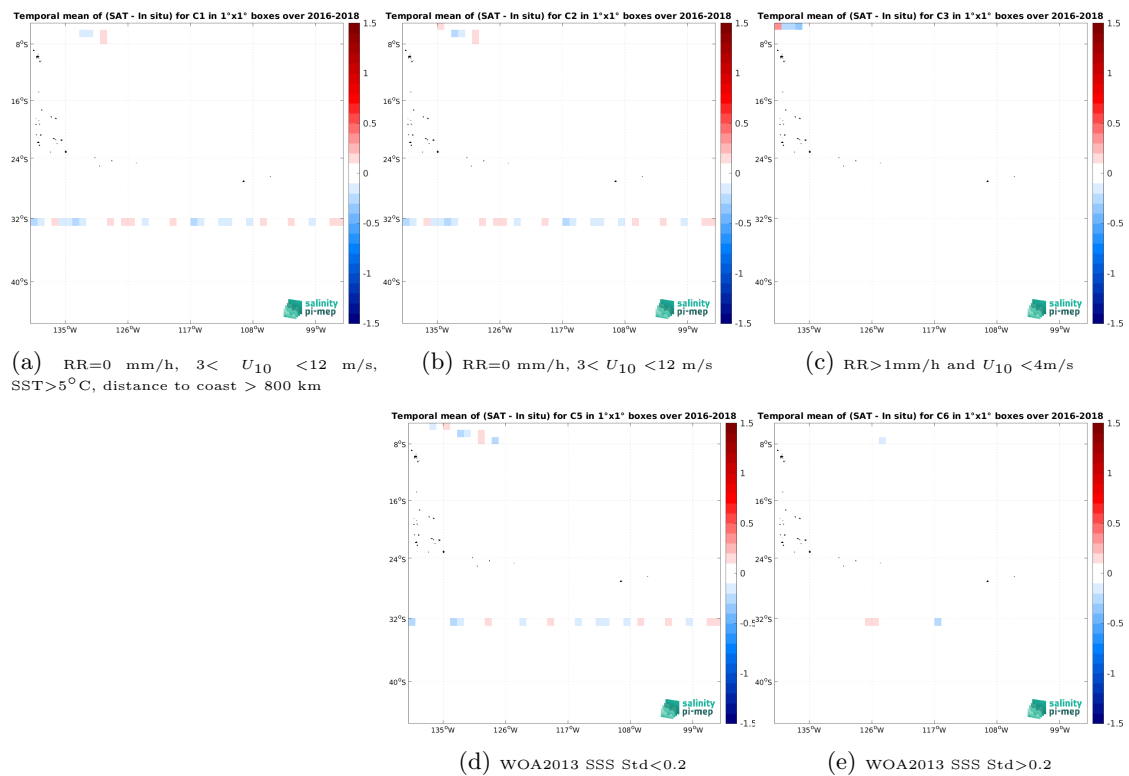 Temporal mean of (SAT - In situ) for C1 in 1°x1° boxes over 2016-2018
8°S
16°S
24°S
32°S
40°S
135°W
126°W
117°W
108°W
99°W
1.5
1
0.5
0
-0.5
-1
-1.5
salinity
pi-mep
(a) RR=0 mm/h, 3< U10 <12 m/s,
SST>5°C, distance to coast > 800 km
Temporal mean of (SAT - In situ) for C2 in 1°x1° boxes over 2016-2018
8°S
16°S
24°S
32°S
40°S
135°W
126°W
117°W
108°W
99°W
1.5
1
0.5
0
-0.5
-1
-1.5
salinity
pi-mep
(b) RR=0 mm/h, 3< U10 <12 m/s
Temporal mean of (SAT - In situ) for C3 in 1°x1° boxes over 2016-2018
8°S
16°S
24°S
32°S
40°S
135°W
126°W
117°W
108°W
99°W
1.5
1
0.5
0
-0.5
-1
-1.5
salinity
pi-mep
(c) RR>1mm/h and U10 <4m/s
Temporal mean of (SAT - In situ) for C5 in 1°x1° boxes over 2016-2018
8°S
16°S
24°S
32°S
40°S
135°W
126°W
117°W
108°W
99°W
1.5
1
0.5
0
-0.5
-1
-1.5
salinity
pi-mep
(d) WOA2013 SSS Std<0.2
Temporal mean of (SAT - In situ) for C6 in 1°x1° boxes over 2016-2018
8°S
16°S
24°S
32°S
40°S
135°W
126°W
117°W
108°W
99°W
1.5
1
0.5
0
-0.5
-1
-1.5
salinity
pi-mep
(e) WOA2013 SSS Std>0.2